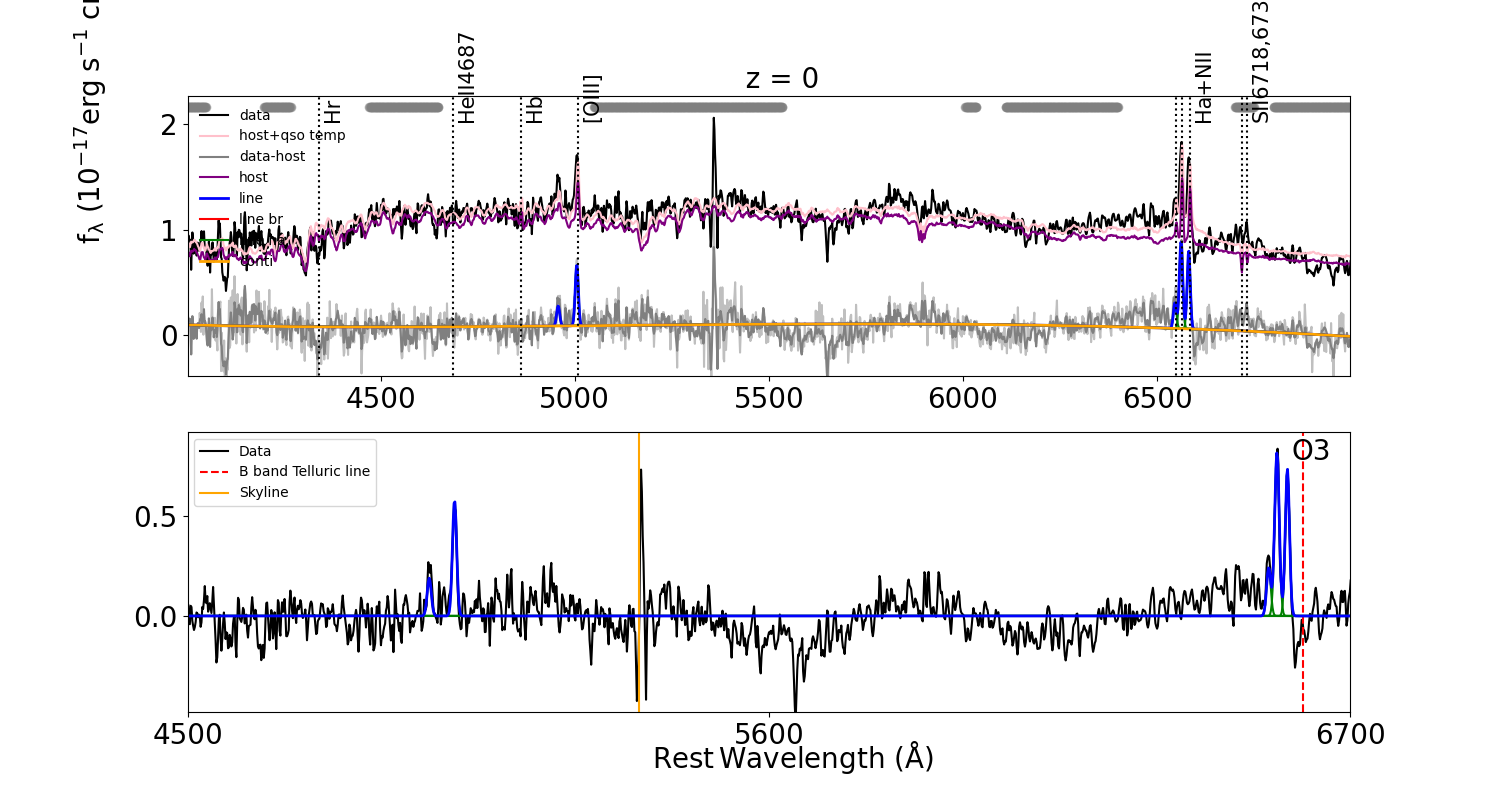 z = 0
f_λ (10⁻¹⁷erg s⁻¹ c
Hr
HeII4687
Hb
[OIII]
Ha+NII
SII6718,673
data
host+qso temp
data-host
host
line
line br
conti
2
1
0
4500
5000
5500
6000
6500
Data
B band Telluric line
Skyline
O3
0.5
0.0
4500
5600
6700
Rest Wavelength (Å)